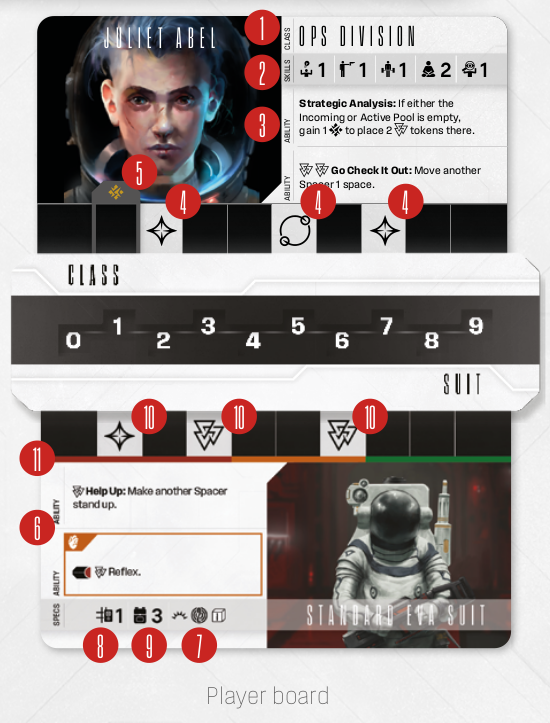 JULIET ABEL
1
CLASS
OPS DIVISION
2
SKILLS
1 1 1 2 1
3
ABILITY
Strategic Analysis: If either the
Incoming or Active Pool is empty,
gain 1 to place 2 tokens there.
ABILITY
Go Check It Out: Move another
Spacer 1 space.
5
4 4 4
CLASS
0 1 2 3 4 5 6 7 8 9
SUIT
10 10 10
11
6
ABILITY
Help Up: Make another Spacer
stand up.
ABILITY
Reflex.
SPECS
1 3
STANDARD EVA SUIT
8 9 7
Player board